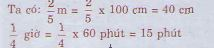 Ta có: 2/5 m = 2/5 x 100 cm = 40 cm
1/4 giờ = 1/4 x 60 phút = 15 phút